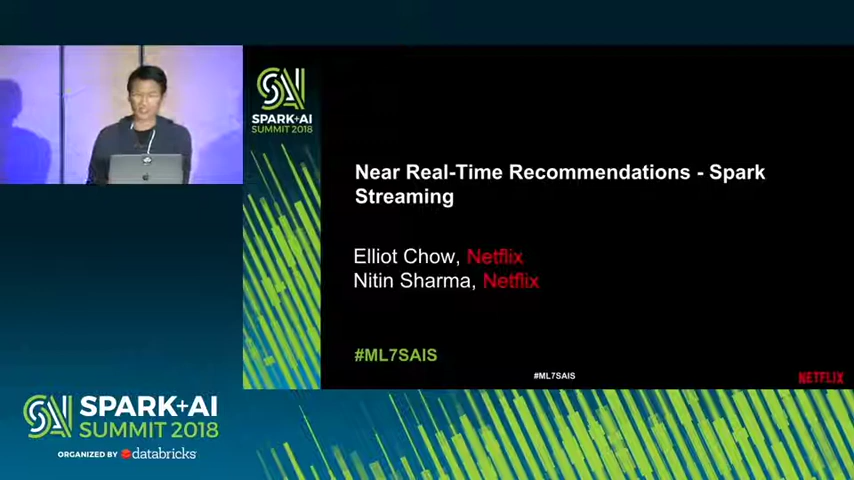 SPARK+AI
SUMMIT 2018
Near Real-Time Recommendations - Spark
Streaming
Elliot Chow, Netflix
Nitin Sharma, Netflix
#ML7SAIS
#ML7SAIS
NETFLIX
SPARK+AI
SUMMIT 2018
ORGANIZED BY databricks